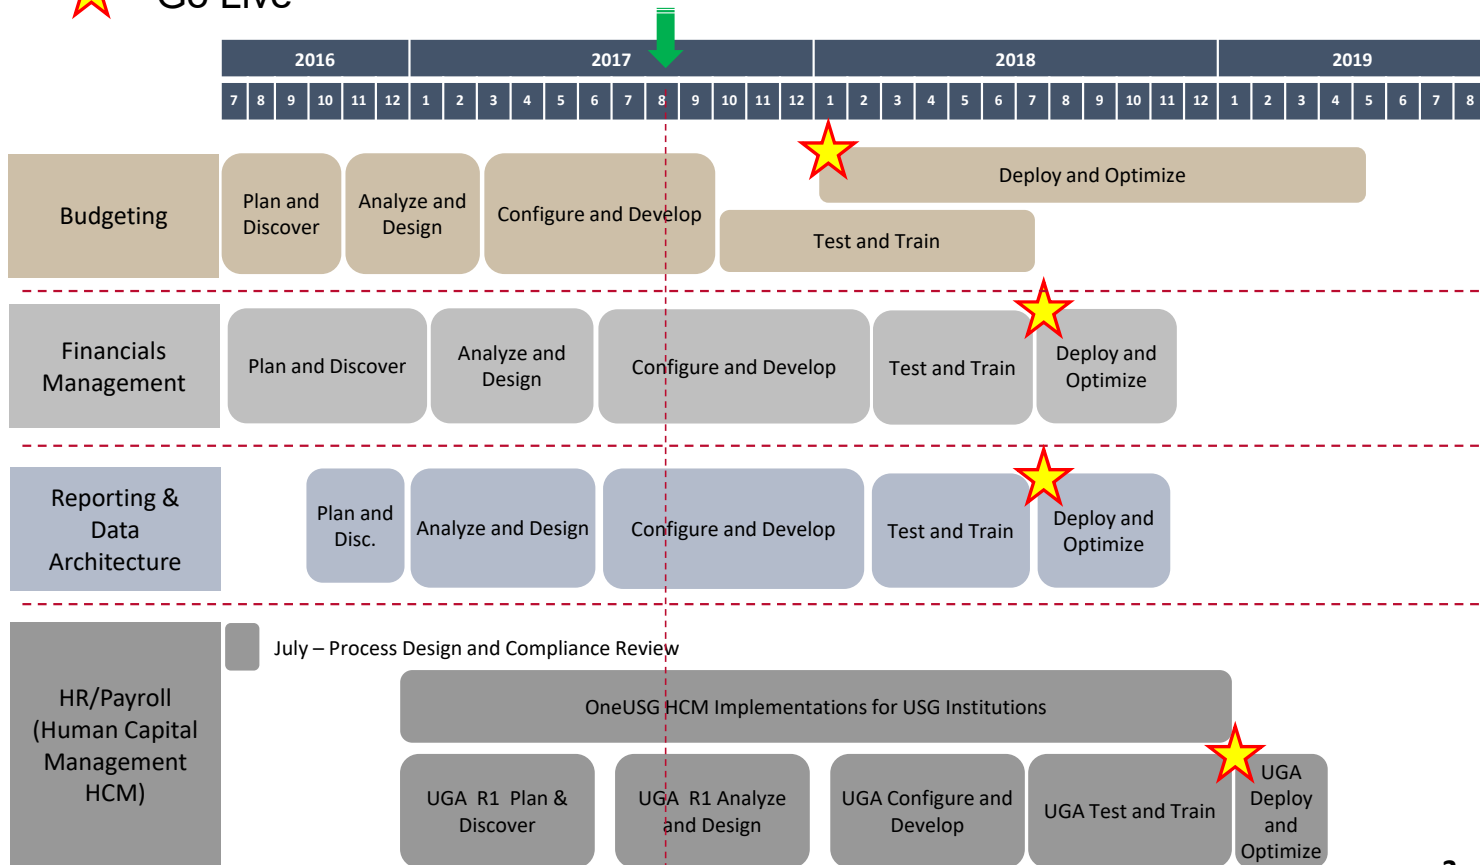 Go Live
2016 2017 2018 2019
7 8 9 10 11 12 1 2 3 4 5 6 7 8 9 10 11 12 1 2 3 4 5 6 7 8 9 10 11 12 1 2 3 4 5 6 7 8
Budgeting
Plan and
Discover
Analyze and
Design
Configure and Develop
Deploy and Optimize
Test and Train
Financials
Management
Plan and Discover
Analyze and
Design
Configure and Develop
Test and Train
Deploy and
Optimize
Reporting &
Data
Architecture
Plan and
Disc.
Analyze and Design
Configure and Develop
Test and Train
Deploy and
Optimize
HR/Payroll
(Human Capital
Management
HCM)
July – Process Design and Compliance Review
OneUSG HCM Implementations for USG Institutions
UGA R1 Plan &
Discover
UGA R1 Analyze
and Design
UGA Configure and
Develop
UGA Test and Train
UGA
Deploy
and
Optimize